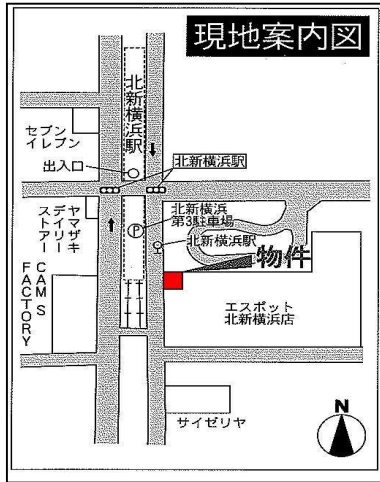 現地案内図
北新横浜駅
セブン
イレブン
出入口
北新横浜駅
ヤマザキ
デイリー
ストアー
北新横浜
第3駐車場
P
北新横浜駅
物件
CAM'S
FACTORY
エスポット
北新横浜店
サイゼリヤ
N